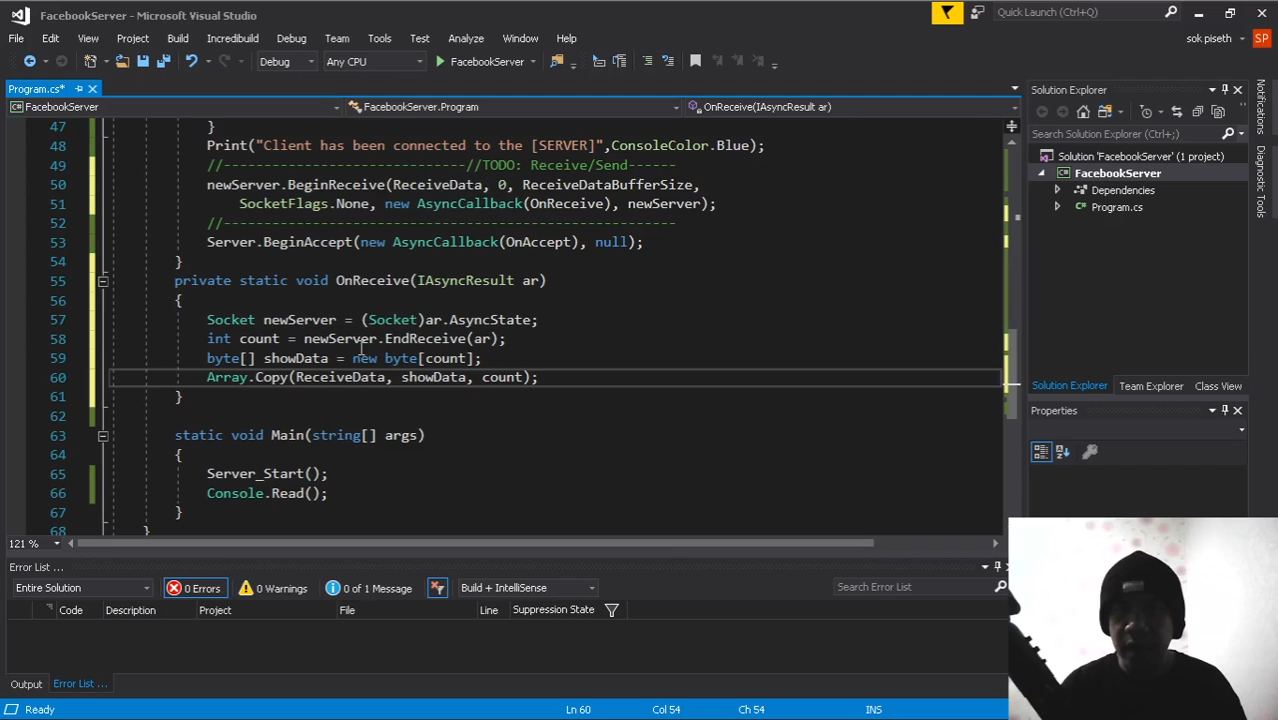 FacebookServer - Microsoft Visual Studio
Quick Launch (Ctrl+Q)
File Edit View Project Build Incredibuild Debug Team Tools Test Analyze Window Help
sok piseth SP
Debug Any CPU FacebookServer
Program.cs*
FacebookServer FacebookServer.Program OnReceive(IAsyncResult ar)
47 }
48 Print("Client has been connected to the [SERVER]",ConsoleColor.Blue);
49 //------------------------------//TODO: Receive/Send------
50 newServer.BeginReceive(ReceiveData, 0, ReceiveDataBufferSize,
51 SocketFlags.None, new AsyncCallback(OnReceive), newServer);
52 //--------------------------------------------------------
53 Server.BeginAccept(new AsyncCallback(OnAccept), null);
54 }
55 private static void OnReceive(IAsyncResult ar)
56 {
57 Socket newServer = (Socket)ar.AsyncState;
58 int count = newServer.EndReceive(ar);
59 byte[] showData = new byte[count];
60 Array.Copy(ReceiveData, showData, count);
61 }
62
63 static void Main(string[] args)
64 {
65 Server_Start();
66 Console.Read();
67 }
68 }
121 %
Solution Explorer
Search Solution Explorer (Ctrl+;)
Solution 'FacebookServer' (1 project)
FacebookServer
Dependencies
Program.cs
Solution Explorer Team Explorer Class View
Properties
Notifications
Diagnostic Tools
Error List ...
Entire Solution 0 Errors 0 Warnings 0 of 1 Message Build + IntelliSense Search Error List
Code Description Project File Line Suppression State
Output Error List ...
Ready Ln 60 Col 54 Ch 54 INS